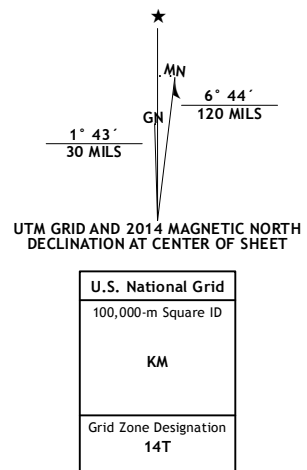 ★
MN
GN
6° 44´
120 MILS
1° 43´
30 MILS
UTM GRID AND 2014 MAGNETIC NORTH
DECLINATION AT CENTER OF SHEET
U.S. National Grid
100,000-m Square ID
KM
Grid Zone Designation
14T